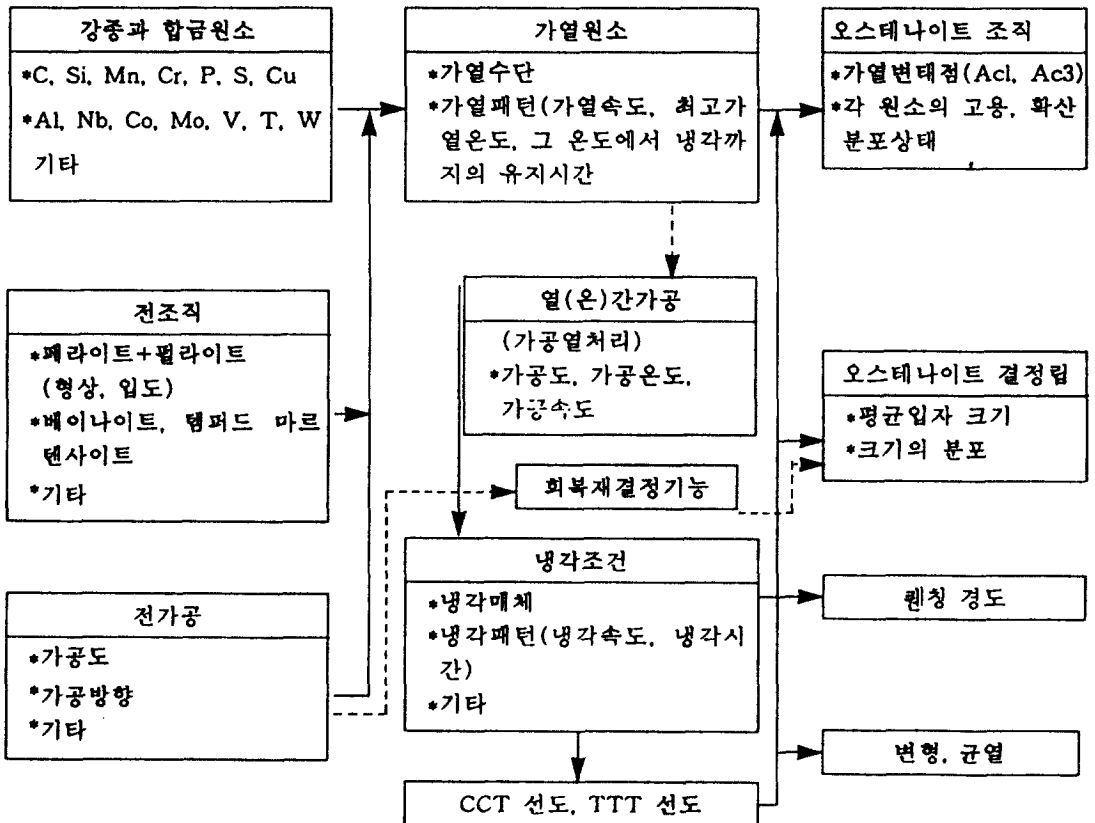 강종과 합금원소
*C, Si, Mn, Cr, P, S, Cu
*Al, Nb, Co, Mo, V, T, W
기타
전조직
*페라이트+펄라이트
(형상, 입도)
*베이나이트, 템퍼드 마르
텐사이트
*기타
전가공
*가공도
*가공방향
*기타
가열원소
*가열수단
*가열패턴(가열속도, 최고가
열온도, 그 온도에서 냉각까
지의 유지시간
열(온)간가공
(가공열처리)
*가공도, 가공온도,
가공속도
회복재결정기능
냉각조건
*냉각매체
*냉각패턴(냉각속도, 냉각시
간)
*기타
CCT 선도, TTT 선도
오스테나이트 조직
*가열변태점(Acl, Ac3)
*각 원소의 고용, 확산
분포상태
오스테나이트 결정립
*평균입자 크기
*크기의 분포
퀜칭 경도
변형, 균열